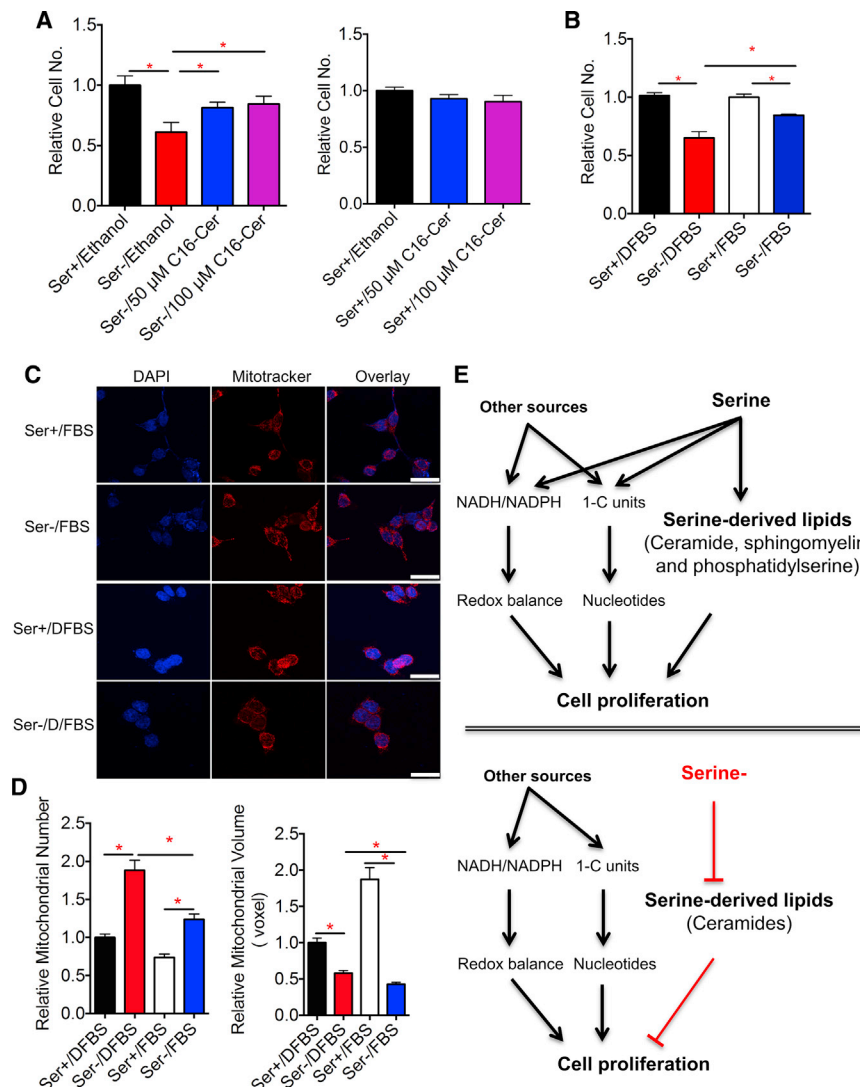 A
Relative Cell No.
1.5
1.0
0.5
0.0
*
*
*
Ser+/Ethanol
Ser-/Ethanol
Ser-/50 µM C16-Cer
Ser-/100 µM C16-Cer
Relative Cell No.
1.5
1.0
0.5
0.0
Ser+/Ethanol
Ser+/50 µM C16-Cer
Ser+/100 µM C16-Cer
B
Relative Cell No.
1.5
1.0
0.5
0.0
*
*
*
Ser+/DFBS
Ser-/DFBS
Ser+/FBS
Ser-/FBS
C
DAPI
Mitotracker
Overlay
Ser+/FBS
Ser-/FBS
Ser+/DFBS
Ser-/D/FBS
D
Relative Mitochondrial Number
2.5
2.0
1.5
1.0
0.5
0.0
*
*
*
Ser+/DFBS
Ser-/DFBS
Ser+/FBS
Ser-/FBS
Relative Mitochondrial Volume
( voxel)
2.5
2.0
1.5
1.0
0.5
0.0
*
*
*
Ser+/DFBS
Ser-/DFBS
Ser+/FBS
Ser-/FBS
E
Other sources
Serine
NADH/NADPH
1-C units
Serine-derived lipids
(Ceramide, sphingomyelin
and phosphatidylserine)
Redox balance
Nucleotides
Cell proliferation
Other sources
Serine-
NADH/NADPH
1-C units
Serine-derived lipids
(Ceramides)
Redox balance
Nucleotides
Cell proliferation